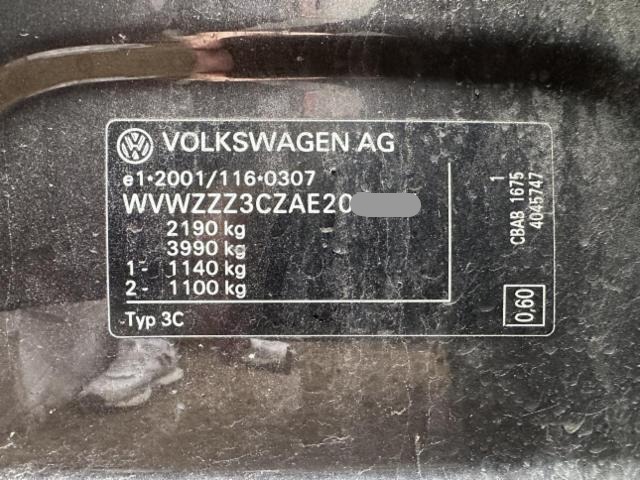 VOLKSWAGEN AG
e1*2001/116*0307
WVWZZZ3CZAE20
2190 kg
3990 kg
1 - 1140 kg
2 - 1100 kg
Typ 3C
1
CBAB 1675
4045747
0.60